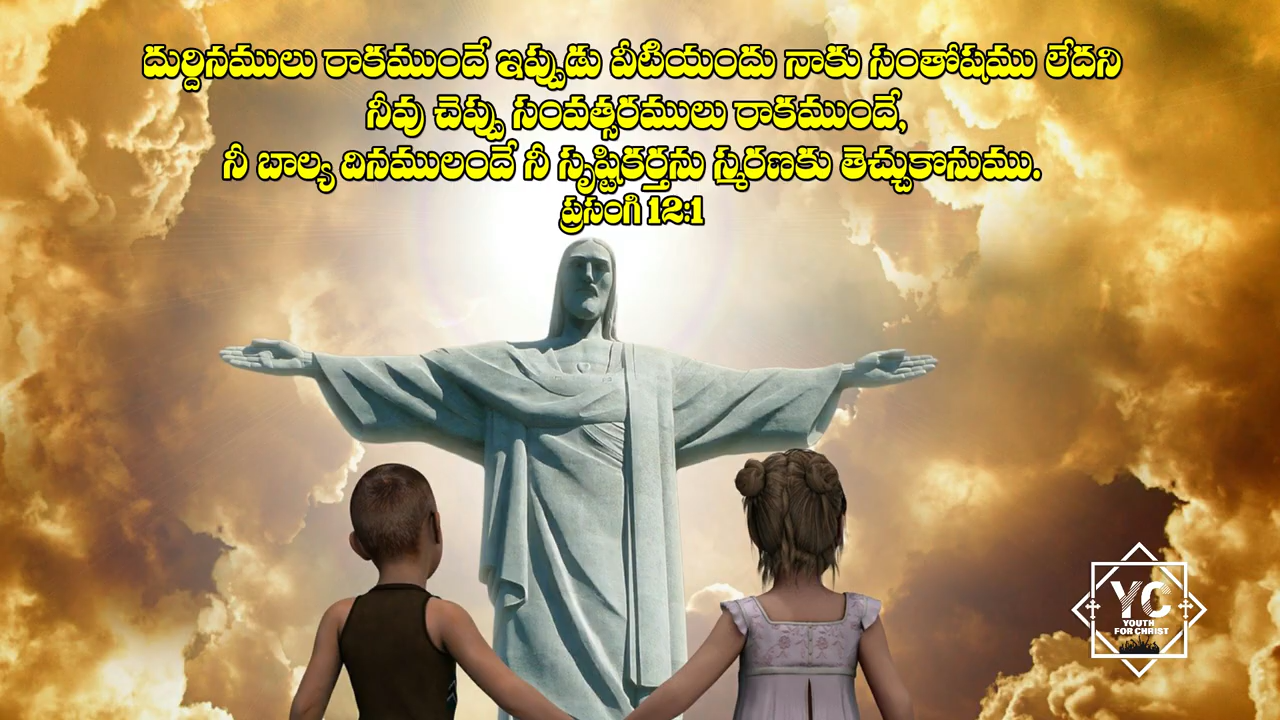 దుర్దినములు రాకముందే ఇప్పుడు వీటియందు నాకు సంతోషము లేదని
నీవు చెప్పు సంవత్సరములు రాకముందే,
నీ బాల్య దినములందే నీ సృష్టికర్తను స్మరణకు తెచ్చుకొనుము.
ప్రసంగి 12:1
YC
YOUTH
FOR CHRIST